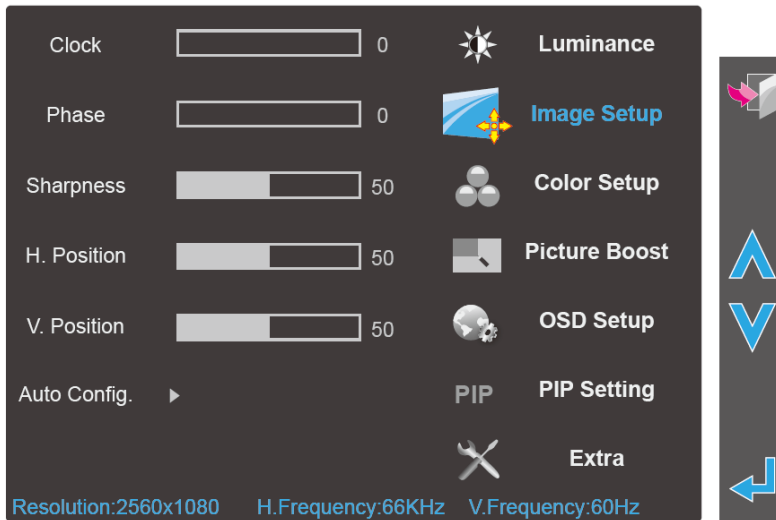 Clock 0 Luminance
Phase 0 Image Setup
Sharpness 50 Color Setup
H. Position 50 Picture Boost
V. Position 50 OSD Setup
Auto Config. PIP PIP Setting
Extra
Resolution:2560x1080 H.Frequency:66KHz V.Frequency:60Hz